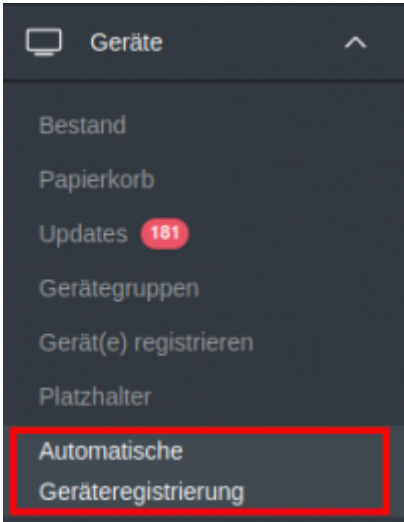 Geräte
Bestand
Papierkorb
Updates 181
Gerätegruppen
Gerät(e) registrieren
Platzhalter
Automatische
Geräteregistrierung